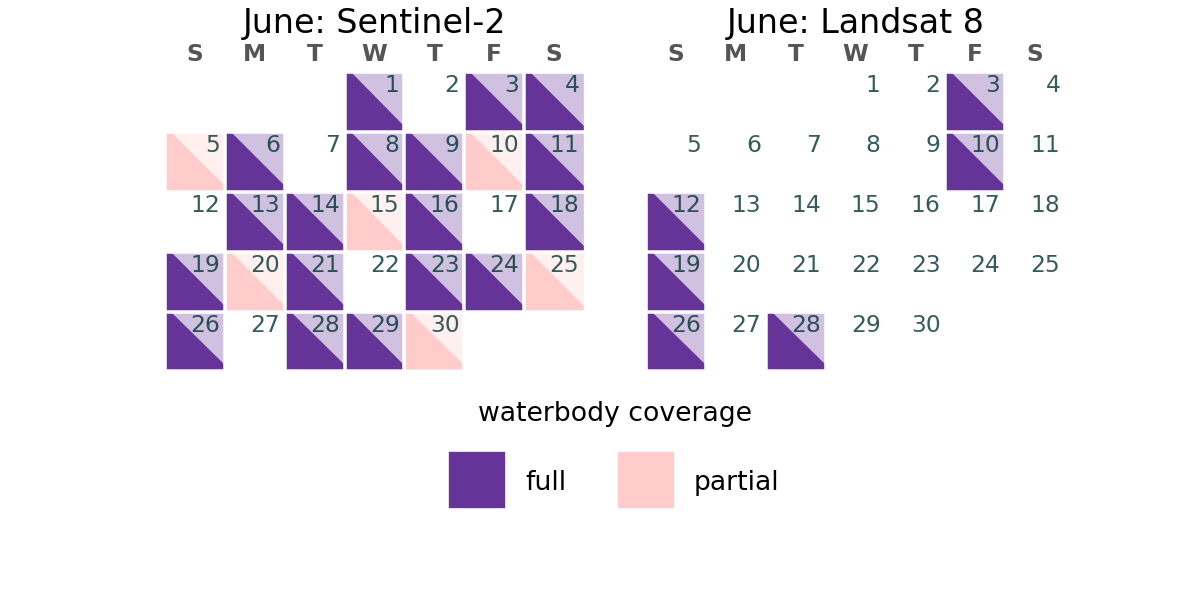 June: Sentinel-2
S M T W T F S
1 2 3 4
5 6 7 8 9 10 11
12 13 14 15 16 17 18
19 20 21 22 23 24 25
26 27 28 29 30
June: Landsat 8
S M T W T F S
1 2 3 4
5 6 7 8 9 10 11
12 13 14 15 16 17 18
19 20 21 22 23 24 25
26 27 28 29 30
waterbody coverage
full partial